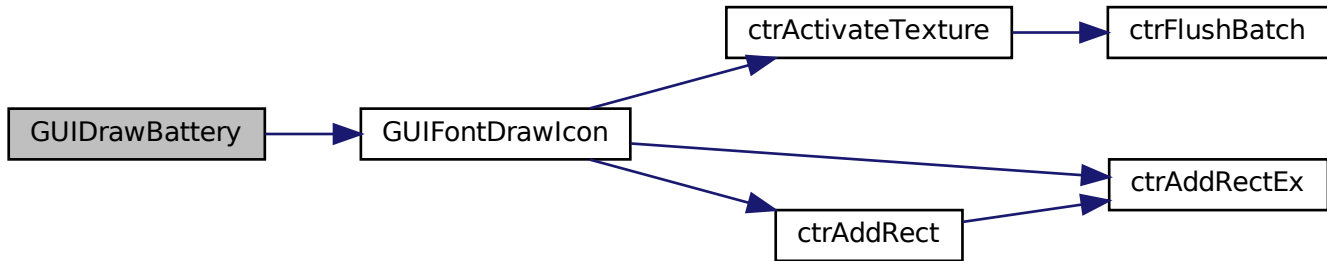 ctrActivateTexture
ctrFlushBatch
GUIDrawBattery
GUIFontDrawIcon
ctrAddRectEx
ctrAddRect